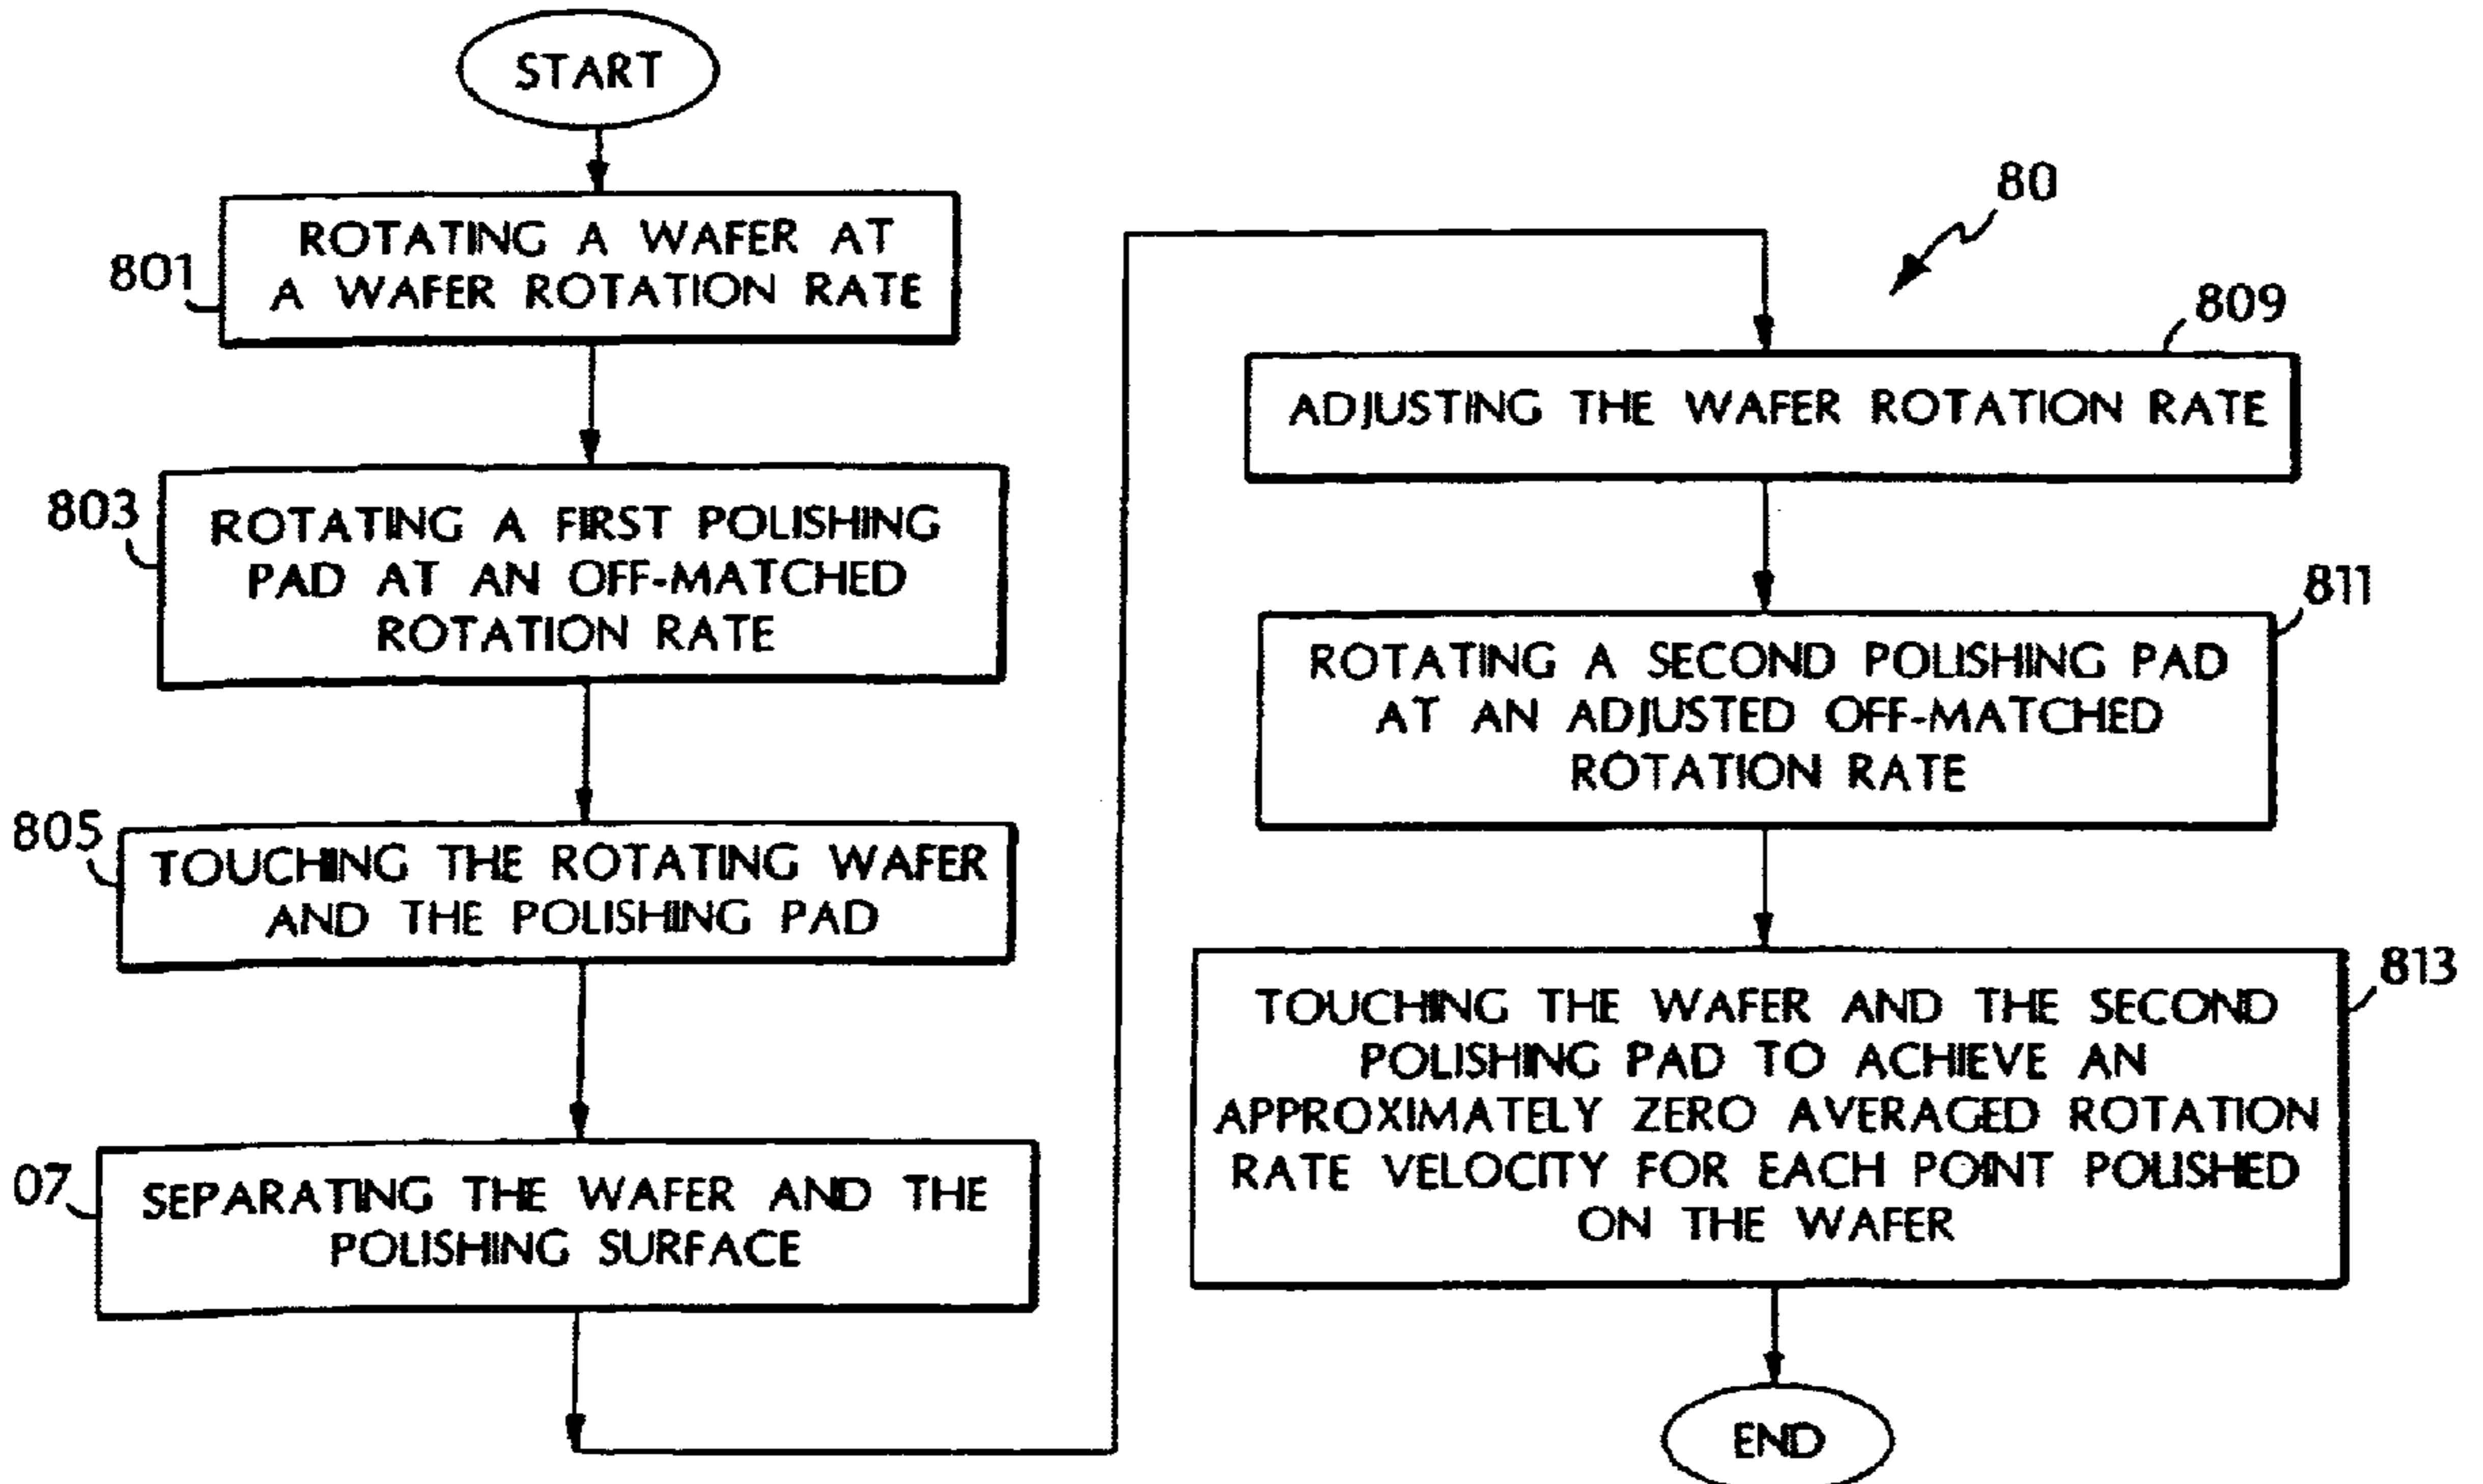 START
801
ROTATING A WAFER AT
A WAFER ROTATION RATE
803
ROTATING A FIRST POLISHING
PAD AT AN OFF-MATCHED
ROTATION RATE
805
TOUCHING THE ROTATING WAFER
AND THE POLISHING PAD
07
SEPARATING THE WAFER AND THE
POLISHING SURFACE
80
809
ADJUSTING THE WAFER ROTATION RATE
811
ROTATING A SECOND POLISHING PAD
AT AN ADJUSTED OFF-MATCHED
ROTATION RATE
813
TOUCHING THE WAFER AND THE SECOND
POLISHING PAD TO ACHIEVE AN
APPROXIMATELY ZERO AVERAGED ROTATION
RATE VELOCITY FOR EACH POINT POLISHED
ON THE WAFER
END